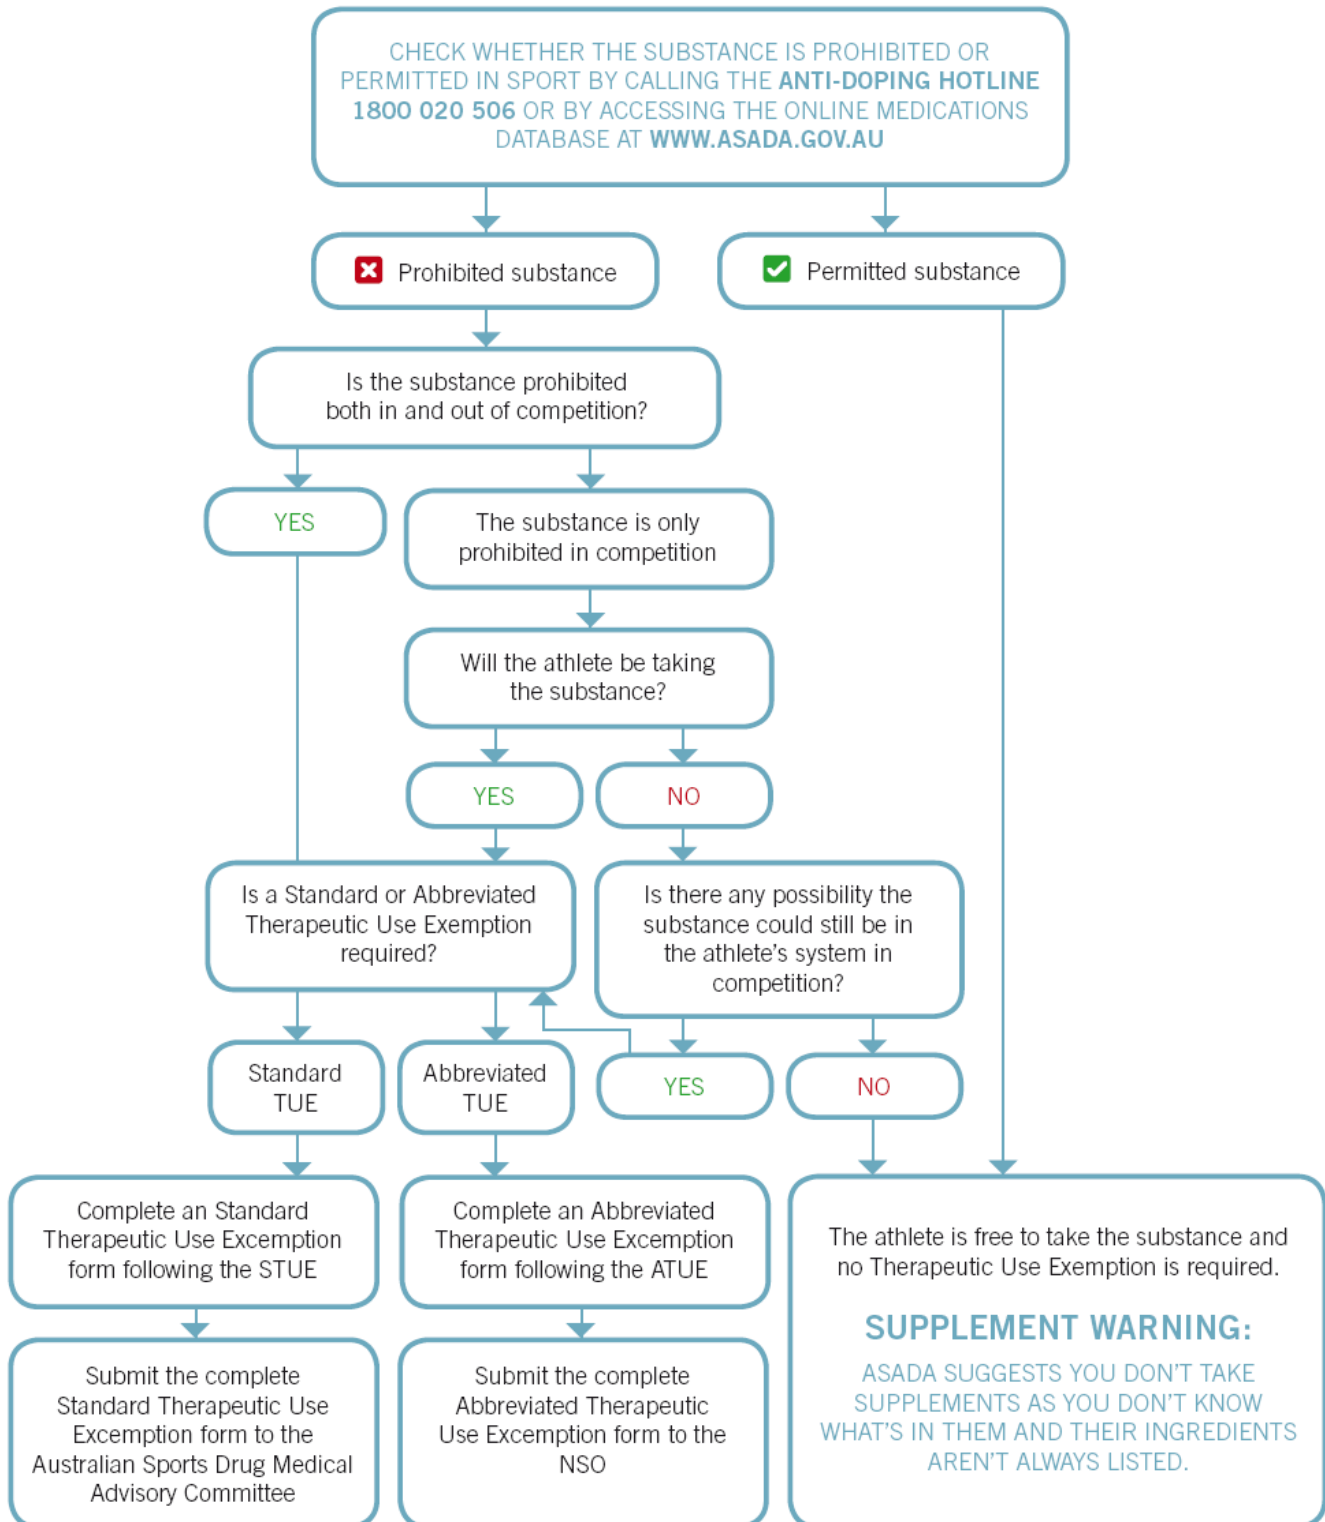 CHECK WHETHER THE SUBSTANCE IS PROHIBITED OR
PERMITTED IN SPORT BY CALLING THE ANTI-DOPING HOTLINE
1800 020 506 OR BY ACCESSING THE ONLINE MEDICATIONS
DATABASE AT WWW.ASADA.GOV.AU
Prohibited substance
Permitted substance
Is the substance prohibited
both in and out of competition?
YES
The substance is only
prohibited in competition
Will the athlete be taking
the substance?
YES
NO
Is a Standard or Abbreviated
Therapeutic Use Exemption
required?
Is there any possibility the
substance could still be in
the athlete's system in
competition?
Standard
TUE
Abbreviated
TUE
YES
NO
Complete an Standard
Therapeutic Use Excemption
form following the STUE
Complete an Abbreviated
Therapeutic Use Excemption
form following the ATUE
The athlete is free to take the substance and
no Therapeutic Use Exemption is required.
SUPPLEMENT WARNING:
ASADA SUGGESTS YOU DON'T TAKE
SUPPLEMENTS AS YOU DON'T KNOW
WHAT'S IN THEM AND THEIR INGREDIENTS
AREN'T ALWAYS LISTED.
Submit the complete
Standard Therapeutic Use
Excemption form to the
Australian Sports Drug Medical
Advisory Committee
Submit the complete
Abbreviated Therapeutic
Use Excemption form to the
NSO